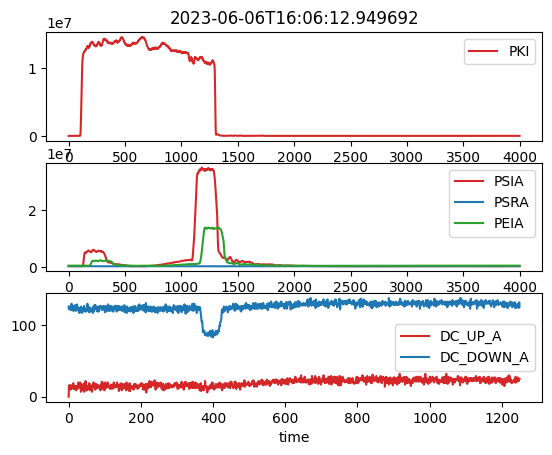 2023-06-06T16:06:12.949692
1e7
1
0
PKI
0 500 1000 1500 2000 2500 3000 3500 4000
1e7
2
0
PSIA
PSRA
PEIA
0 500 1000 1500 2000 2500 3000 3500 4000
100
0
DC_UP_A
DC_DOWN_A
0 200 400 600 800 1000 1200
time